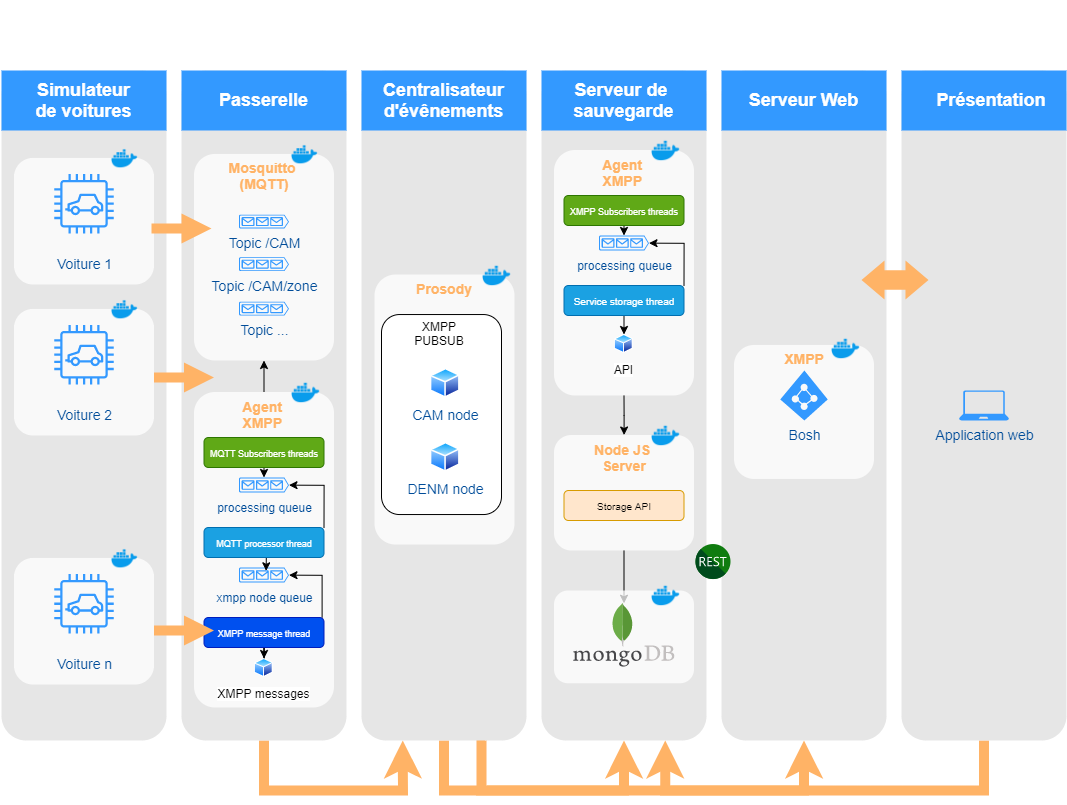 Simulateur
de voitures
Passerelle
Centralisateur
d'évênements
Serveur de
sauvegarde
Serveur Web
Présentation
Voiture 1
Voiture 2
Voiture n
Mosquitto
(MQTT)
Topic /CAM
Topic /CAM/zone
Topic ...
Agent
XMPP
MQTT Subscribers threads
processing queue
MQTT processor thread
xmpp node queue
XMPP message thread
XMPP messages
Prosody
XMPP
PUBSUB
CAM node
DENM node
Agent
XMPP
XMPP Subscribers threads
processing queue
Service storage thread
API
Node JS
Server
Storage API
REST
mongoDB
XMPP
Bosh
Application web